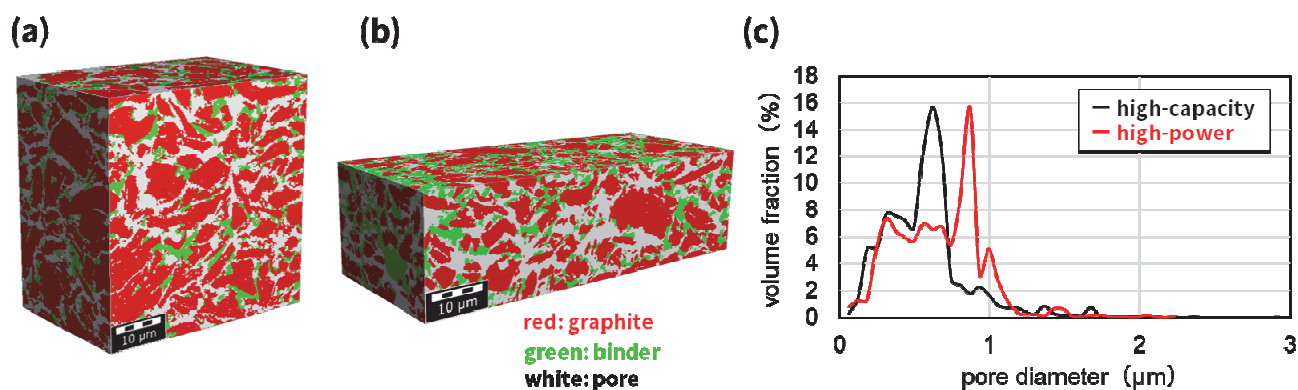 (a)
10 μm
(b)
10 μm
red: graphite
green: binder
white: pore
(c)
volume fraction (%)
18
16
14
12
10
8
6
4
2
0
high-capacity
high-power
0
1
2
3
pore diameter (μm)